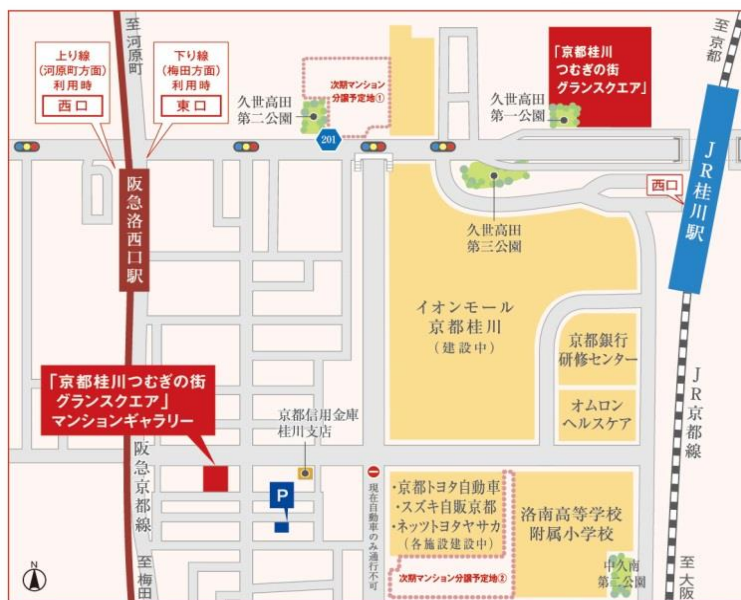 至河原町
上り線
(河原町方面)
利用時
西口
下り線
(梅田方面)
利用時
東口
次期マンション
分譲予定地①
久世高田
第二公園
201
「京都桂川
つむぎの街
グランスクエア」
久世高田
第一公園
至京都
JR桂川駅
西口
阪急洛西口駅
久世高田
第三公園
イオンモール
京都桂川
(建設中)
京都銀行
研修センター
オムロン
ヘルスケア
JR京都線
「京都桂川つむぎの街
グランスクエア」
マンションギャラリー
京都信用金庫
桂川支店
阪急京都線
P
現在自動車のみ通行不可
・京都トヨタ自動車
・スズキ自販京都
・ネッツトヨタヤサカ
(各施設建設中)
洛南高等学校
附属小学校
次期マンション分譲予定地②
中久南
第二公園
至梅田
至大阪
N